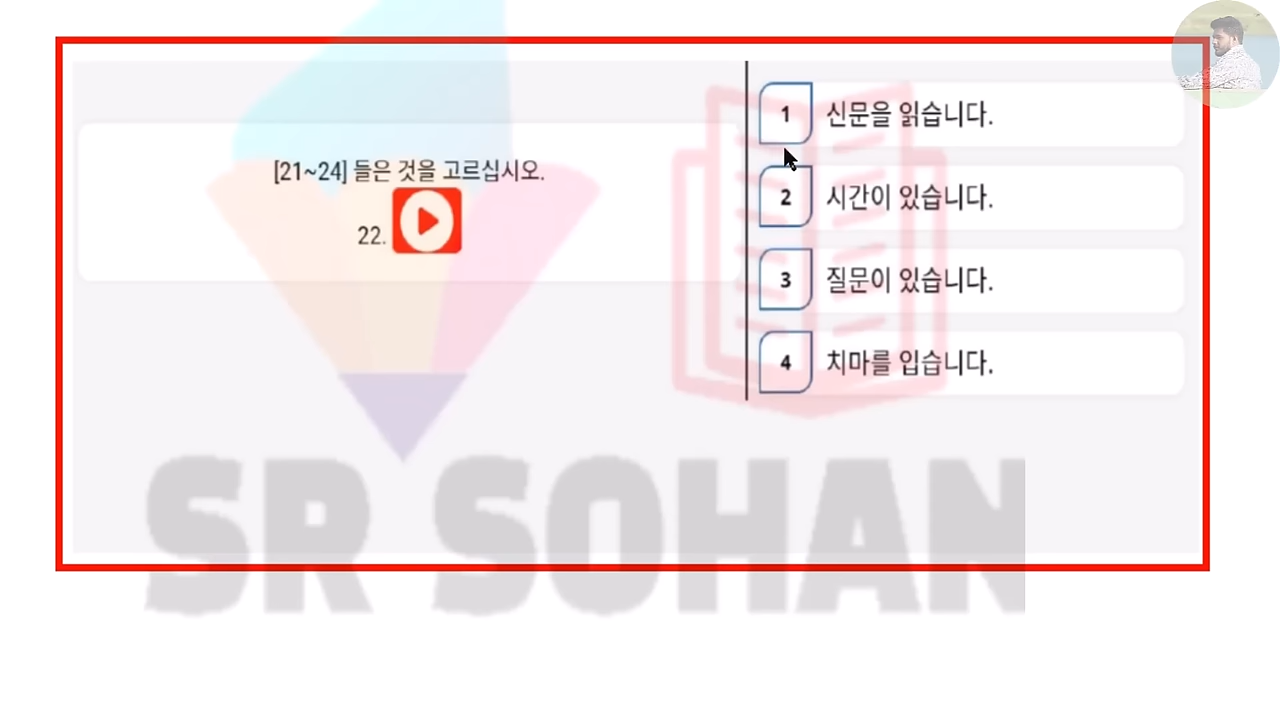 [21~24] 들은 것을 고르십시오.
22.
1 신문을 읽습니다.
2 시간이 있습니다.
3 질문이 있습니다.
4 치마를 입습니다.
SR SOHAN